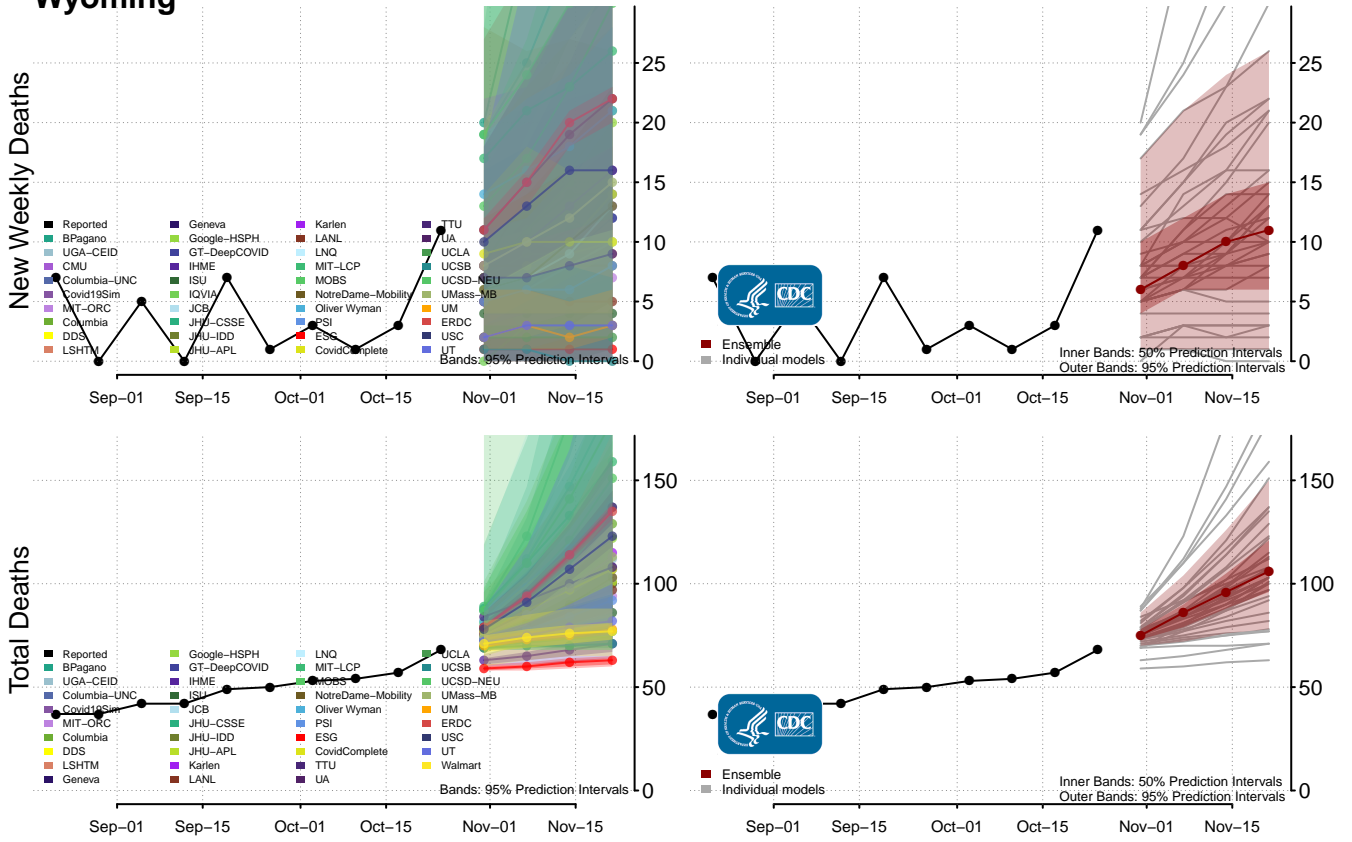 Wyoming
New Weekly Deaths
Reported
BPagano
UGA−CEID
CMU
Columbia−UNC
Covid19Sim
MIT−ORC
Columbia
DDS
LSHTM
Geneva
Google−HSPH
GT−DeepCOVID
IHME
ISU
IQVIA
JCB
JHU−CSSE
JHU−IDD
JHU−APL
Karlen
LANL
LNQ
MIT−LCP
MOBS
NotreDame−Mobility
Oliver Wyman
PSI
ESG
CovidComplete
TTU
UA
UCLA
UCSB
UCSD−NEU
UMass−MB
UM
ERDC
USC
UT
Bands: 95% Prediction Intervals
25
20
15
10
5
0
Sep−01 Sep−15 Oct−01 Oct−15 Nov−01 Nov−15
CDC
Ensemble
Individual models
Inner Bands: 50% Prediction Intervals
Outer Bands: 95% Prediction Intervals
25
20
15
10
5
0
Sep−01 Sep−15 Oct−01 Oct−15 Nov−01 Nov−15
Total Deaths
Reported
BPagano
UGA−CEID
Columbia−UNC
Covid19Sim
MIT−ORC
Columbia
DDS
LSHTM
Geneva
Google−HSPH
GT−DeepCOVID
IHME
ISU
JCB
JHU−CSSE
JHU−IDD
JHU−APL
Karlen
LANL
LNQ
MIT−LCP
MOBS
NotreDame−Mobility
Oliver Wyman
PSI
ESG
CovidComplete
TTU
UA
UCLA
UCSB
UCSD−NEU
UMass−MB
UM
ERDC
USC
UT
Walmart
Bands: 95% Prediction Intervals
150
100
50
0
Sep−01 Sep−15 Oct−01 Oct−15 Nov−01 Nov−15
CDC
Ensemble
Individual models
Inner Bands: 50% Prediction Intervals
Outer Bands: 95% Prediction Intervals
150
100
50
0
Sep−01 Sep−15 Oct−01 Oct−15 Nov−01 Nov−15